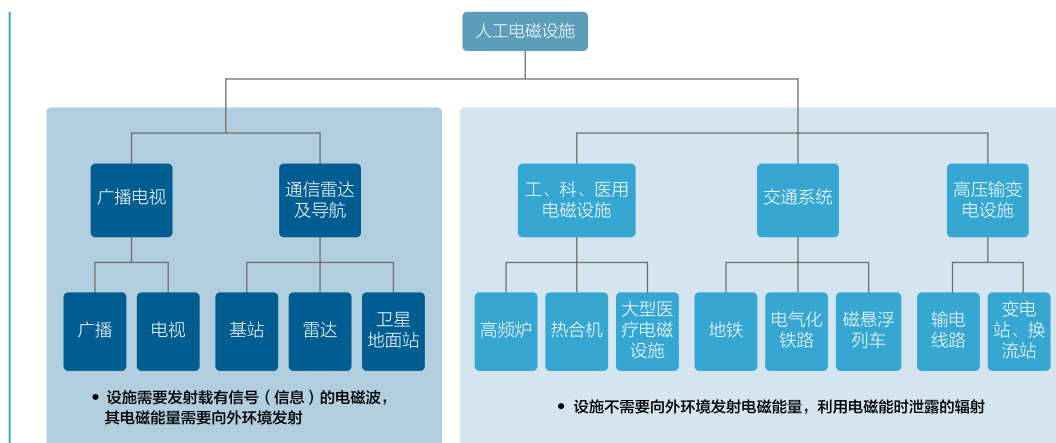 人工电磁设施
广播电视
通信雷达
及导航
工、科、医用
电磁设施
交通系统
高压输变
电设施
广播
电视
基站
雷达
卫星
地面站
高频炉
热合机
大型医
疗电磁
设施
地铁
电气化
铁路
磁悬浮
列车
输电
线路
变电
站、换
流站
• 设施需要发射载有信号（信息）的电磁波，
其电磁能量需要向外环境发射
• 设施不需要向外环境发射电磁能量，利用电磁能时泄露的辐射